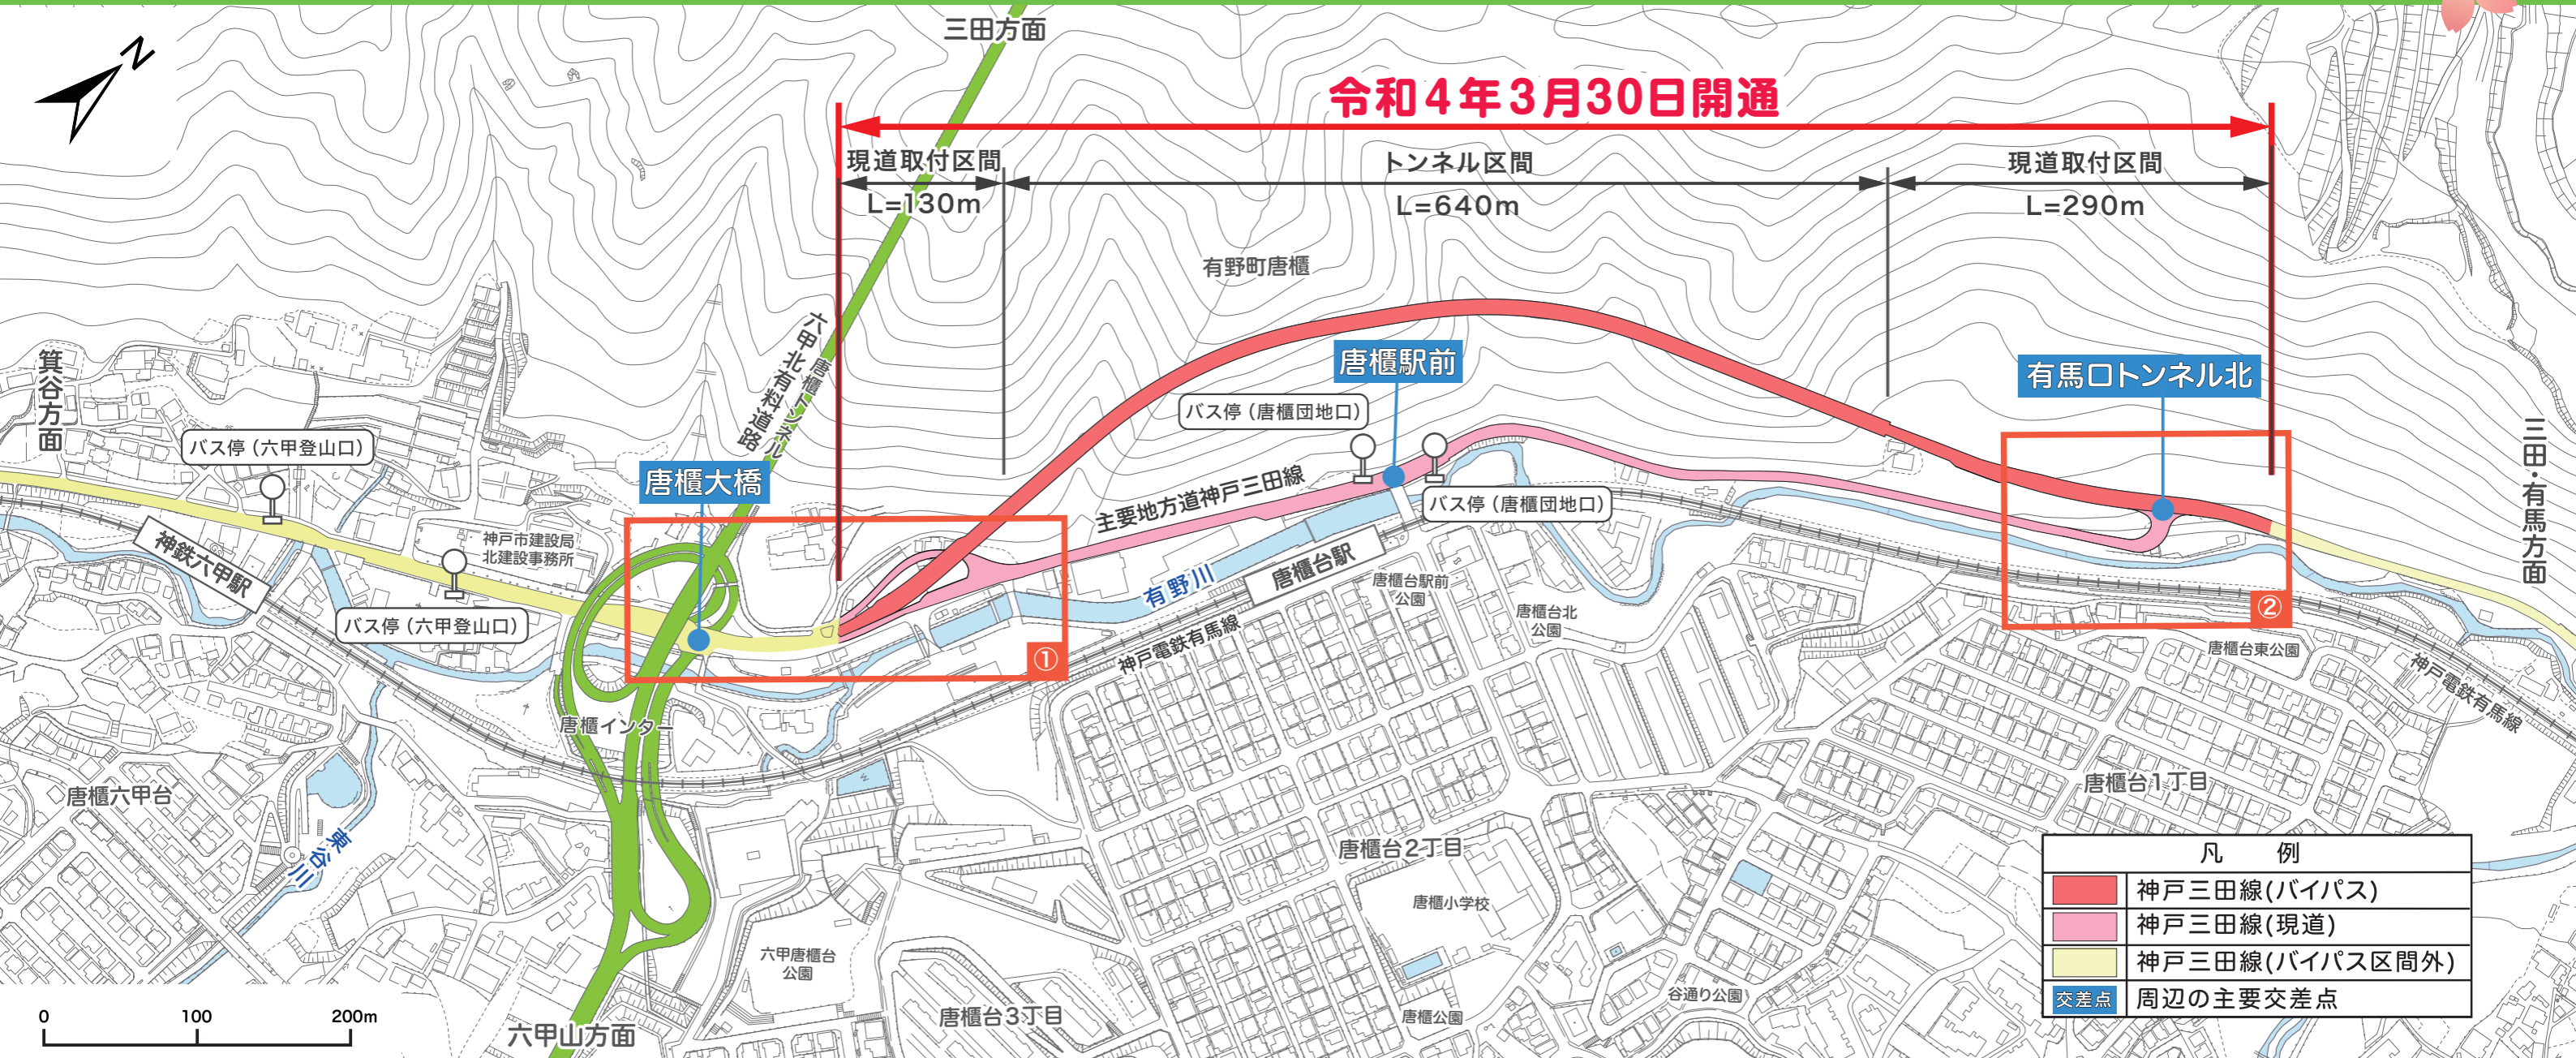 N
三田方面
令和4年3月30日開通
現道取付区間
L=130m
トンネル区間
L=640m
現道取付区間
L=290m
有野町唐櫃
六甲北有料道路
唐櫃トンネル
唐櫃駅前
有馬口トンネル北
箕谷方面
バス停（六甲登山口）
バス停（唐櫃団地口）
三田・有馬方面
唐櫃大橋
主要地方道神戸三田線
バス停（唐櫃団地口）
神鉄六甲駅
神戸市建設局
北建設事務所
有野川
唐櫃台駅
唐櫃台駅前
公園
唐櫃台北
公園
バス停（六甲登山口）
①
②
神戸電鉄有馬線
唐櫃台東公園
神戸電鉄有馬線
唐櫃インター
唐櫃六甲台
東谷川
唐櫃台1丁目
唐櫃台2丁目
唐櫃小学校
六甲唐櫃台
公園
谷通り公園
唐櫃台3丁目
唐櫃公園
六甲山方面
0 100 200m
凡　例
神戸三田線(バイパス)
神戸三田線(現道)
神戸三田線(バイパス区間外)
交差点 周辺の主要交差点